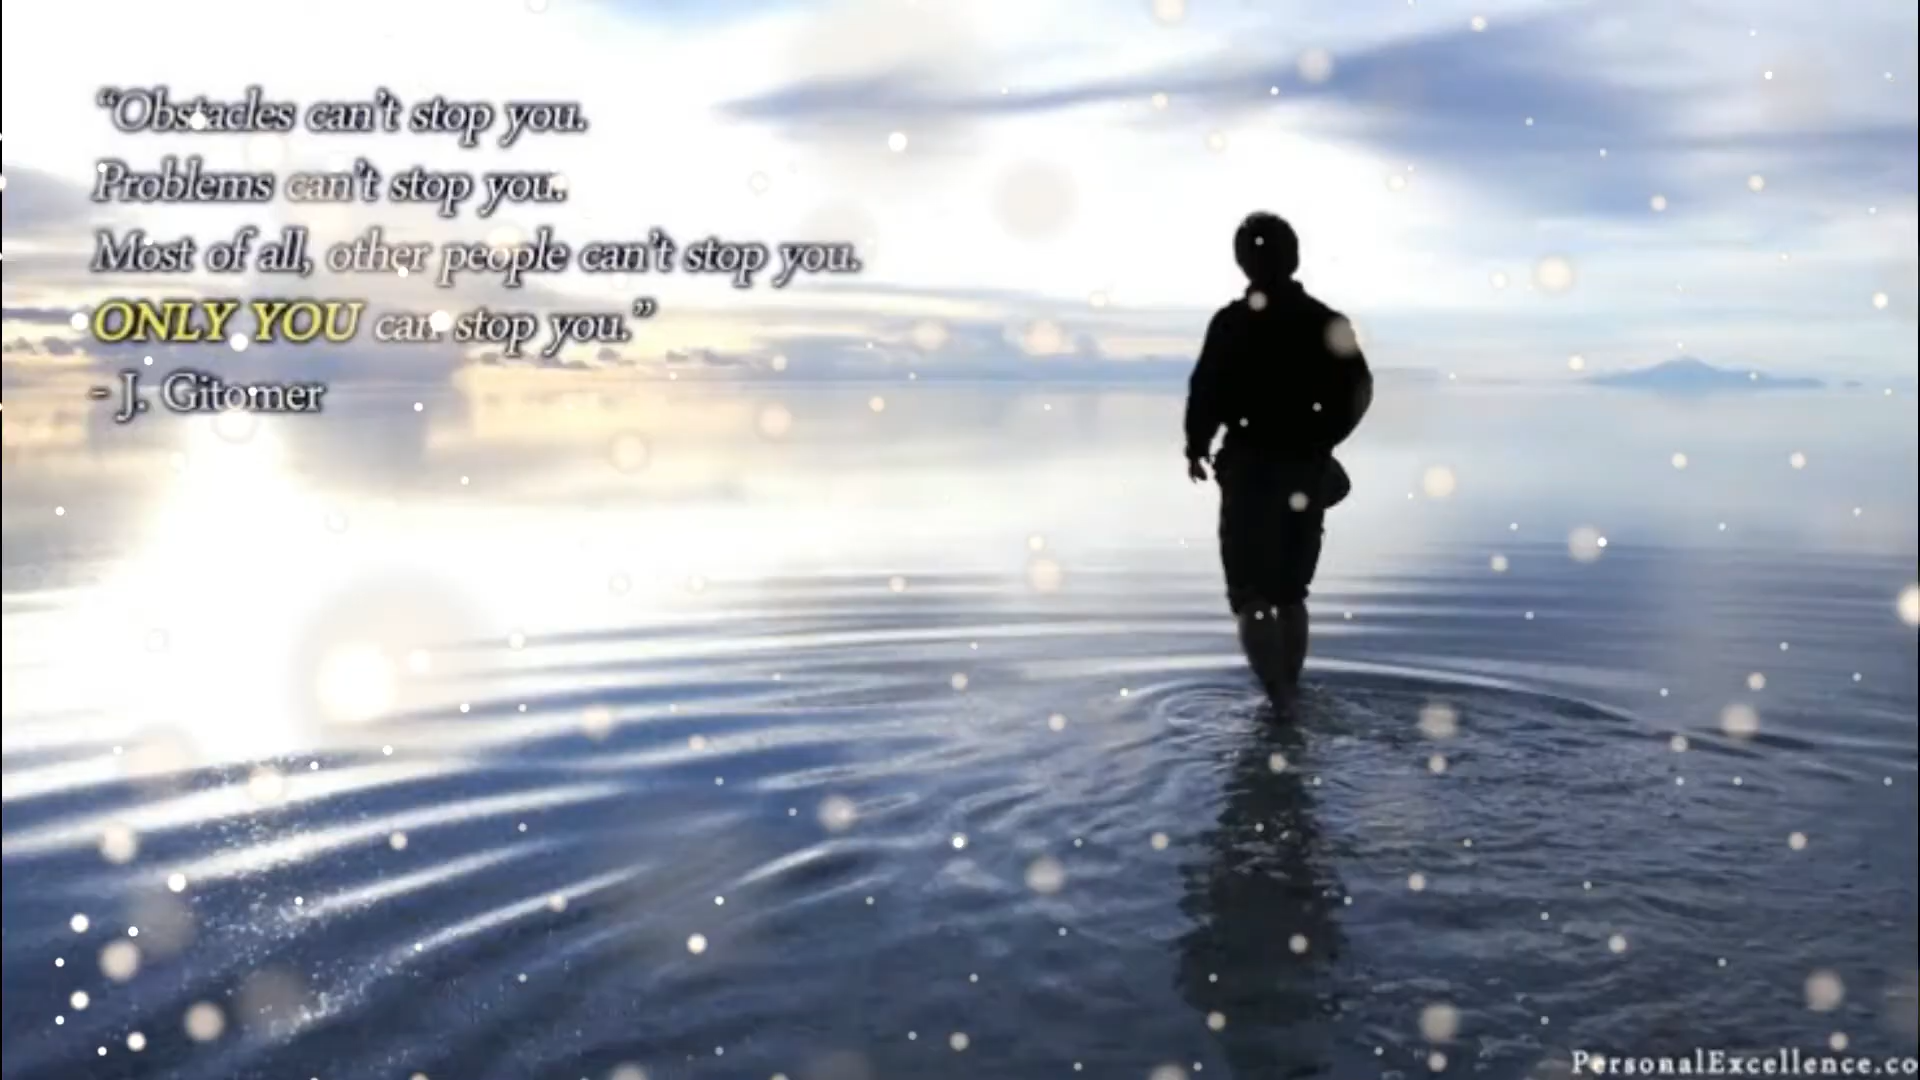 “Obstacles can’t stop you.
Problems can’t stop you.
Most of all, other people can’t stop you.
ONLY YOU can stop you.”
- J. Gitomer
PersonalExcellence.co